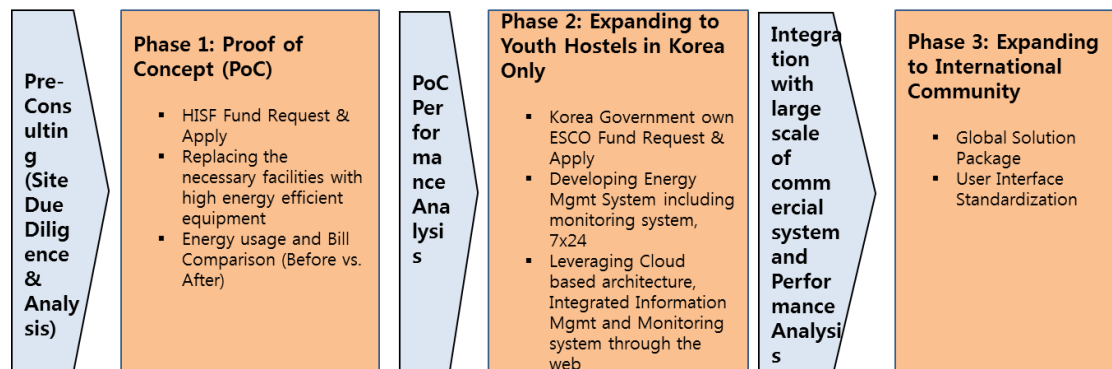 Pre-
Cons
ultin
g
(Site
Due
Dilig
ence
&
Analy
sis)
Phase 1: Proof of
Concept (PoC)
▪ HISF Fund Request &
Apply
▪ Replacing the
necessary facilities with
high energy efficient
equipment
▪ Energy usage and Bill
Comparison (Before vs.
After)
PoC
Per
for
ma
nce
Ana
lysi
s
Phase 2: Expanding to
Youth Hostels in Korea
Only
▪ Korea Government own
ESCO Fund Request &
Apply
▪ Developing Energy
Mgmt System including
monitoring system,
7x24
▪ Leveraging Cloud
based architecture,
Integrated Information
Mgmt and Monitoring
system through the
web
Integra
tion
with
large
scale
of
comm
ercial
system
and
Perfor
mance
Analysi
s
Phase 3: Expanding
to International
Community
▪ Global Solution
Package
▪ User Interface
Standardization